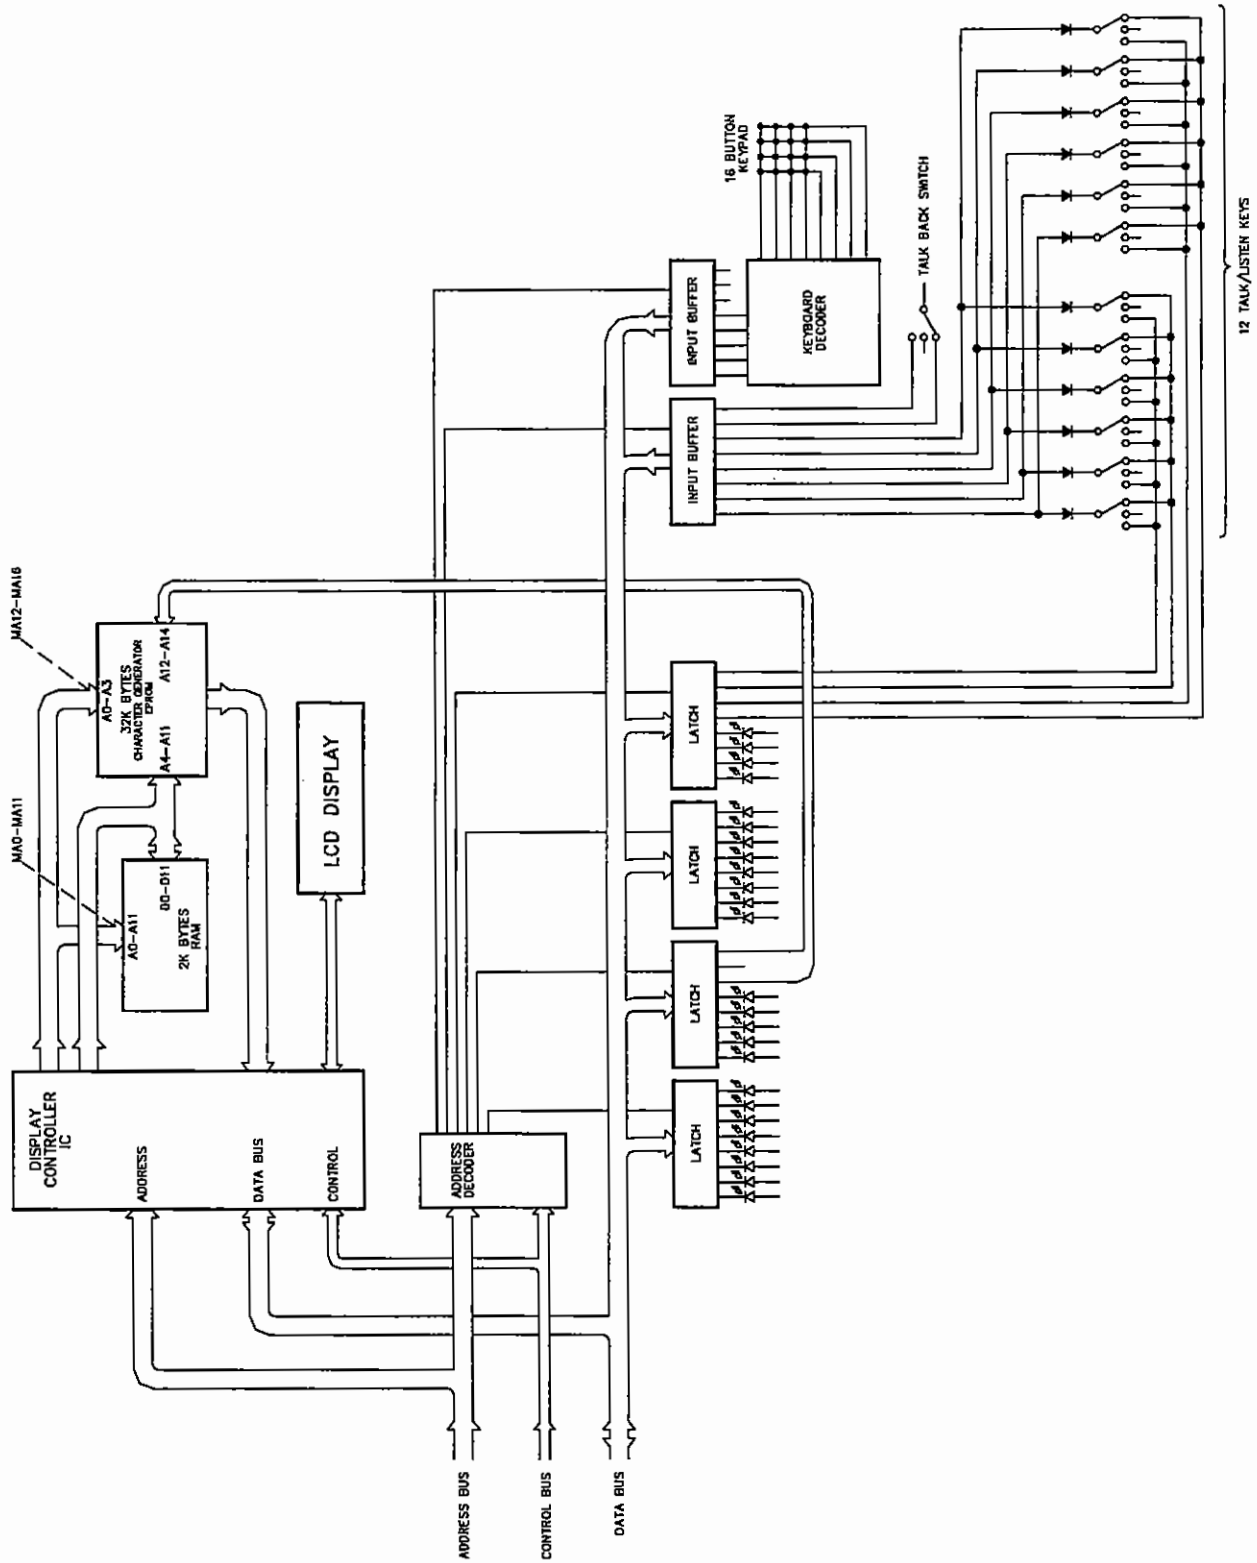 MA12-MA16
MA0-MA11
A0-A3
32K BYTES
CHARACTER GENERATOR
EPROM
A4-A11
A12-A14
A0-A11
D0-D11
2K BYTES
RAM
LCD DISPLAY
DISPLAY
CONTROLLER
IC
ADDRESS
DATA BUS
CONTROL
ADDRESS
DECODER
ADDRESS BUS
CONTROL BUS
DATA BUS
LATCH
LATCH
LATCH
LATCH
INPUT BUFFER
INPUT BUFFER
KEYBOARD
DECODER
16 BUTTON
KEYPAD
TALK BACK SWITCH
12 TALK/LISTEN KEYS